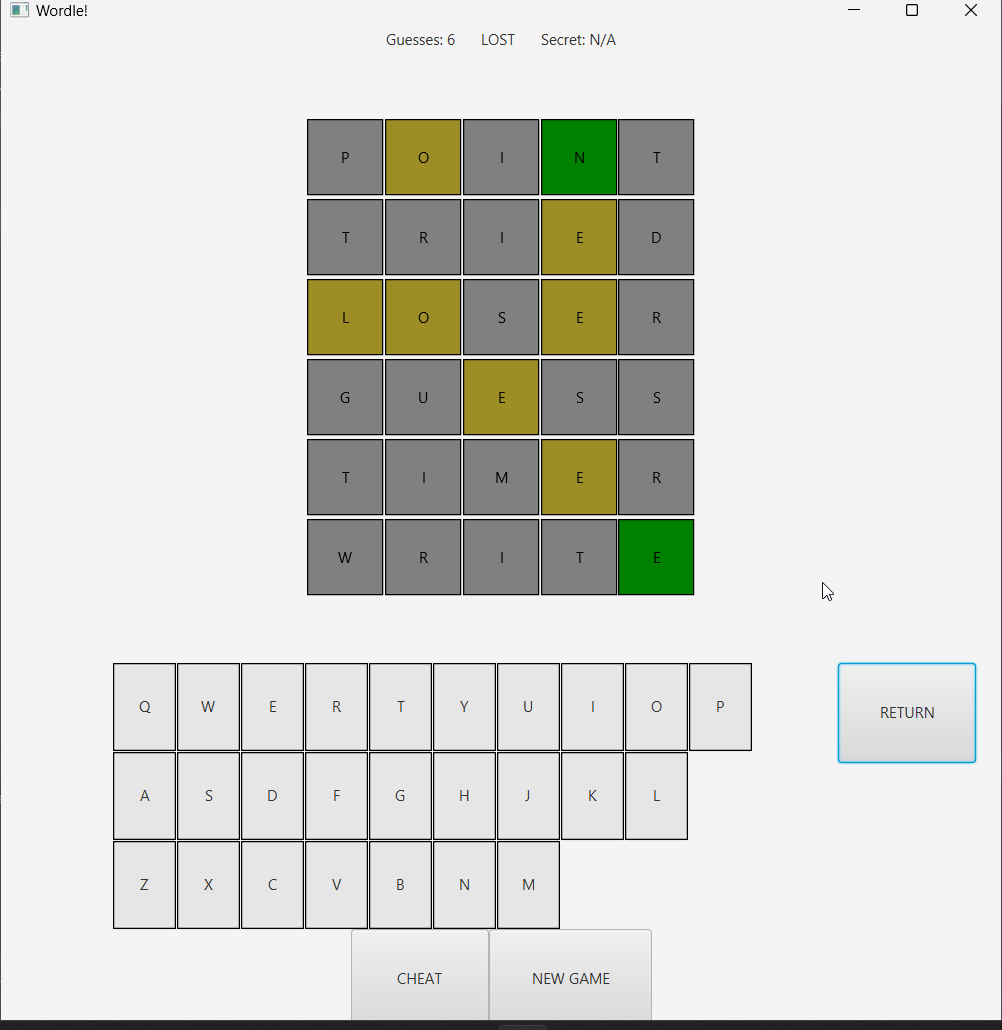 Wordle!
Guesses: 6 LOST Secret: N/A
P O I N T
T R I E D
L O S E R
G U E S S
T I M E R
W R I T E
Q W E R T Y U I O P
RETURN
A S D F G H J K L
Z X C V B N M
CHEAT NEW GAME